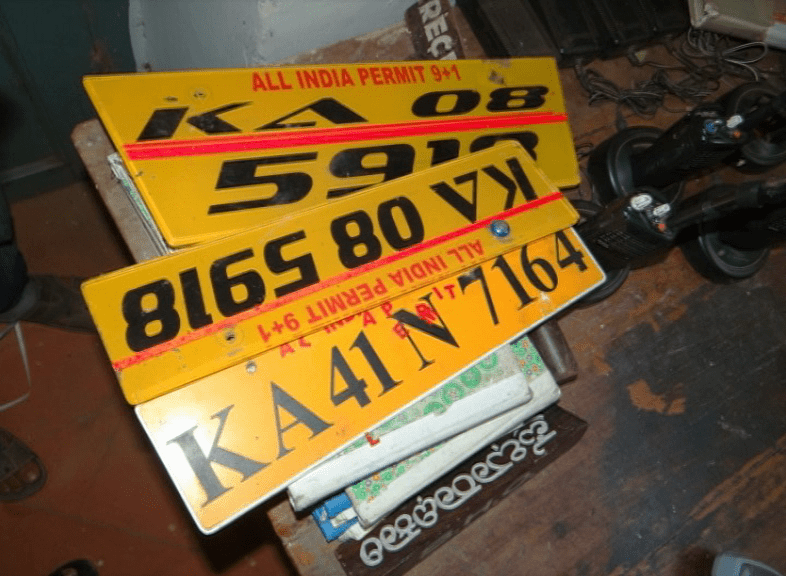 RECE
ALL INDIA PERMIT 9+1
KA 08
5918
KA 08 5918
ALL INDIA PERMIT 9+1
KA 41 N 7164